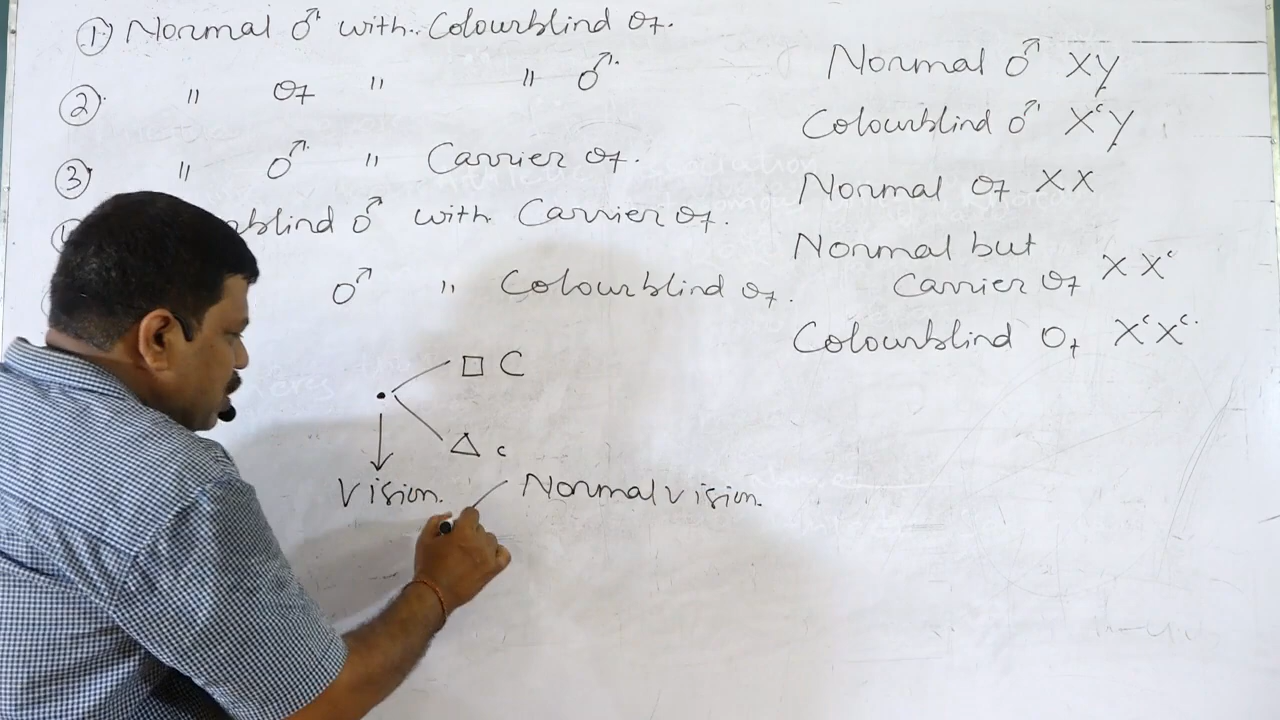 ① Normal ♂ with Colourblind ♀.
② " ♀ " " ♂.
③ " ♂ " Carrier ♀.
blind ♂ with Carrier ♀.
♂ " Colourblind ♀.
□ C
△ c
Vision.
Normal vision.
Normal ♂ XY
Colourblind ♂ XᶜY
Normal ♀ XX
Normal but
Carrier ♀ XXᶜ
Colourblind ♀ XᶜXᶜ.